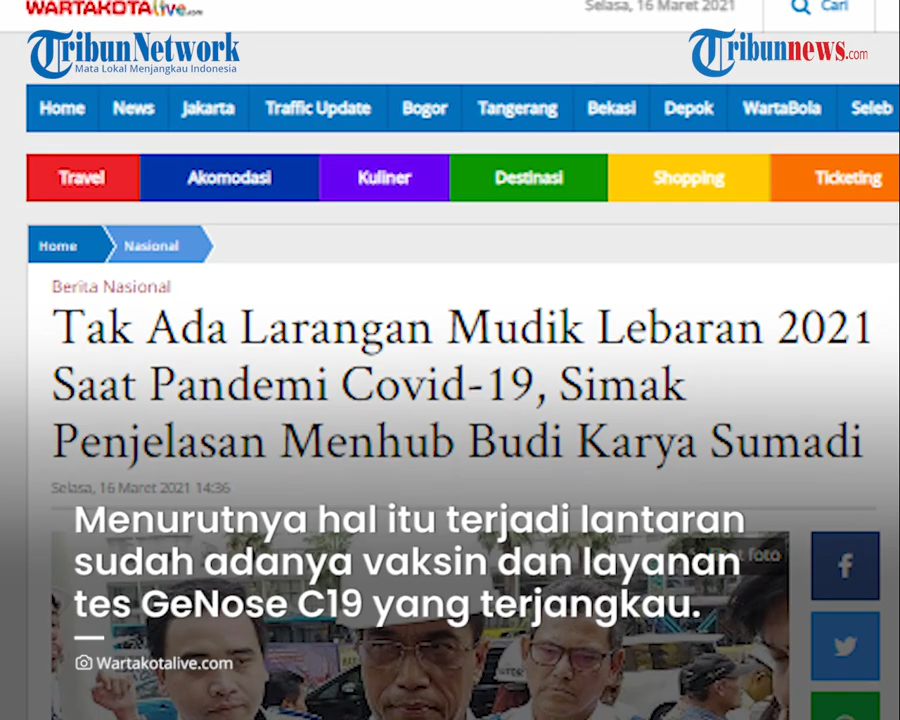 WARTAKOTAlive.com
Selasa, 16 Maret 2021
Cari
TribunNetwork
Mata Lokal Menjangkau Indonesia
Tribunnews.com
Home News Jakarta Traffic Update Bogor Tangerang Bekasi Depok WartaBola Seleb
Travel Akomodasi Kuliner Destinasi Shopping Ticketing
Home Nasional
Berita Nasional
Tak Ada Larangan Mudik Lebaran 2021
Saat Pandemi Covid-19, Simak
Penjelasan Menhub Budi Karya Sumadi
Selasa, 16 Maret 2021 14:36
Menurutnya hal itu terjadi lantaran
sudah adanya vaksin dan layanan
foto
tes GeNose C19 yang terjangkau.
Wartakotalive.com